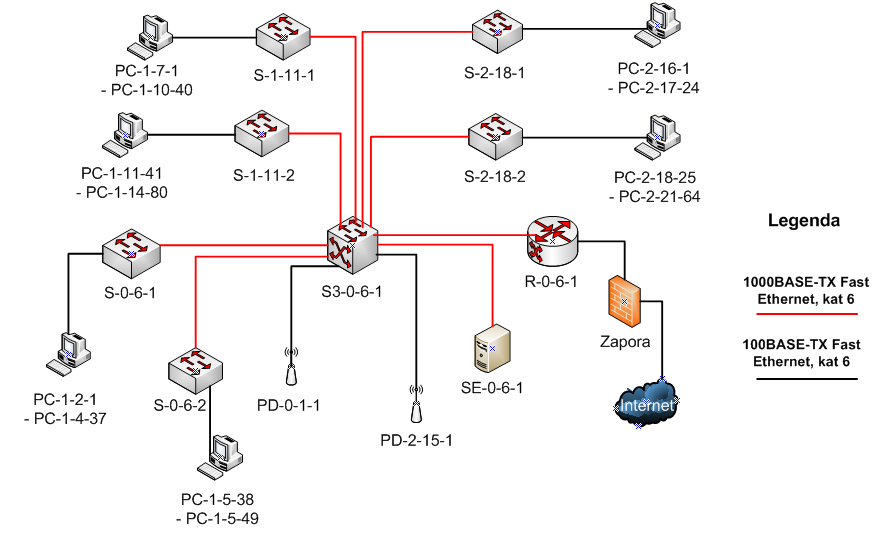 PC-1-7-1
- PC-1-10-40
S-1-11-1
S-2-18-1
PC-2-16-1
- PC-2-17-24
PC-1-11-41
- PC-1-14-80
S-1-11-2
S-2-18-2
PC-2-18-25
- PC-2-21-64
Legenda
S-0-6-1
S3-0-6-1
R-0-6-1
1000BASE-TX Fast
Ethernet, kat 6
Zapora
100BASE-TX Fast
Ethernet, kat 6
PC-1-2-1
- PC-1-4-37
S-0-6-2
PD-0-1-1
SE-0-6-1
Internet
PD-2-15-1
PC-1-5-38
- PC-1-5-49